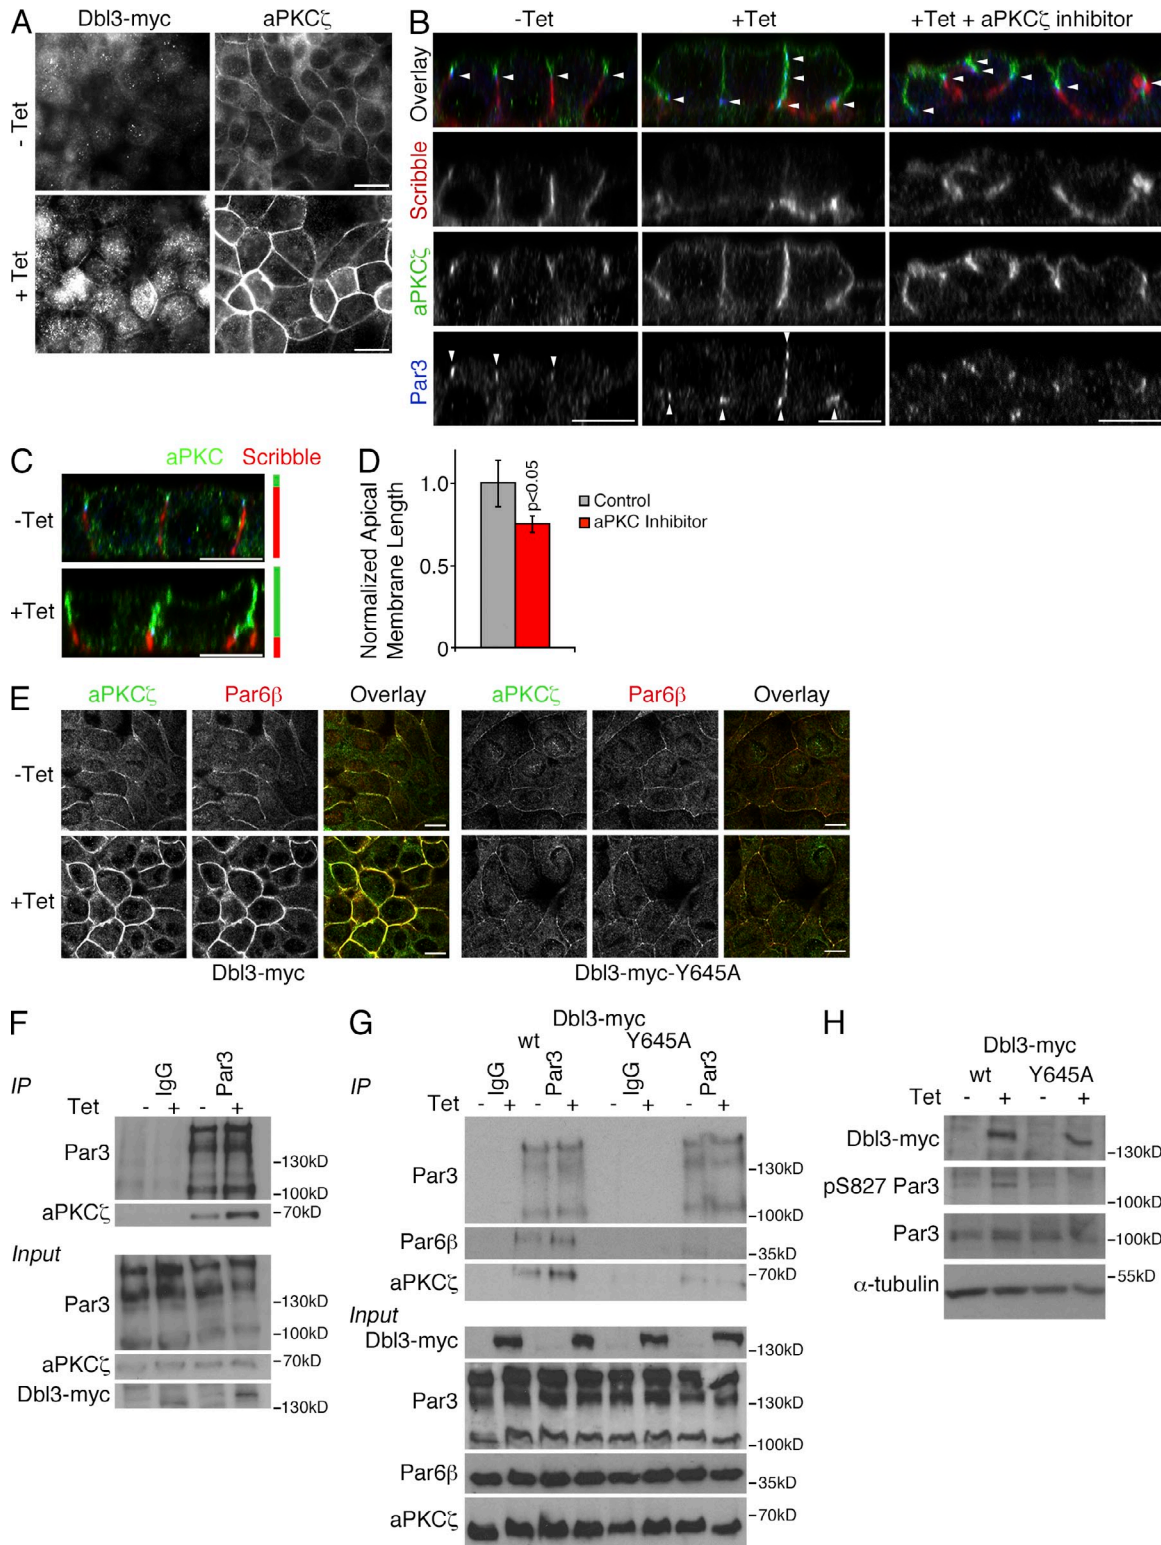 A
Dbl3-myc aPKCζ
- Tet
+ Tet
B
-Tet +Tet +Tet + aPKCζ inhibitor
Overlay
Scribble
aPKCζ
Par3
C
aPKC Scribble
-Tet
+Tet
D
Normalized Apical
Membrane Length
1.0
0.5
0
p<0.05
Control
aPKC Inhibitor
E
aPKCζ Par6β Overlay aPKCζ Par6β Overlay
-Tet
+Tet
Dbl3-myc Dbl3-myc-Y645A
F
IP IgG Par3
Tet - + - +
Par3
-130kD
-100kD
aPKCζ -70kD
Input
Par3
-130kD
-100kD
aPKCζ -70kD
Dbl3-myc
-130kD
G
Dbl3-myc
wt Y645A
IP IgG Par3 IgG Par3
Tet - + - + - + - +
Par3
-130kD
-100kD
Par6β
-35kD
aPKCζ -70kD
Input
Dbl3-myc -130kD
Par3
-130kD
-100kD
Par6β -35kD
aPKCζ -70kD
H
Dbl3-myc
wt Y645A
Tet - + - +
Dbl3-myc -130kD
pS827 Par3 -100kD
Par3 -100kD
α-tubulin -55kD